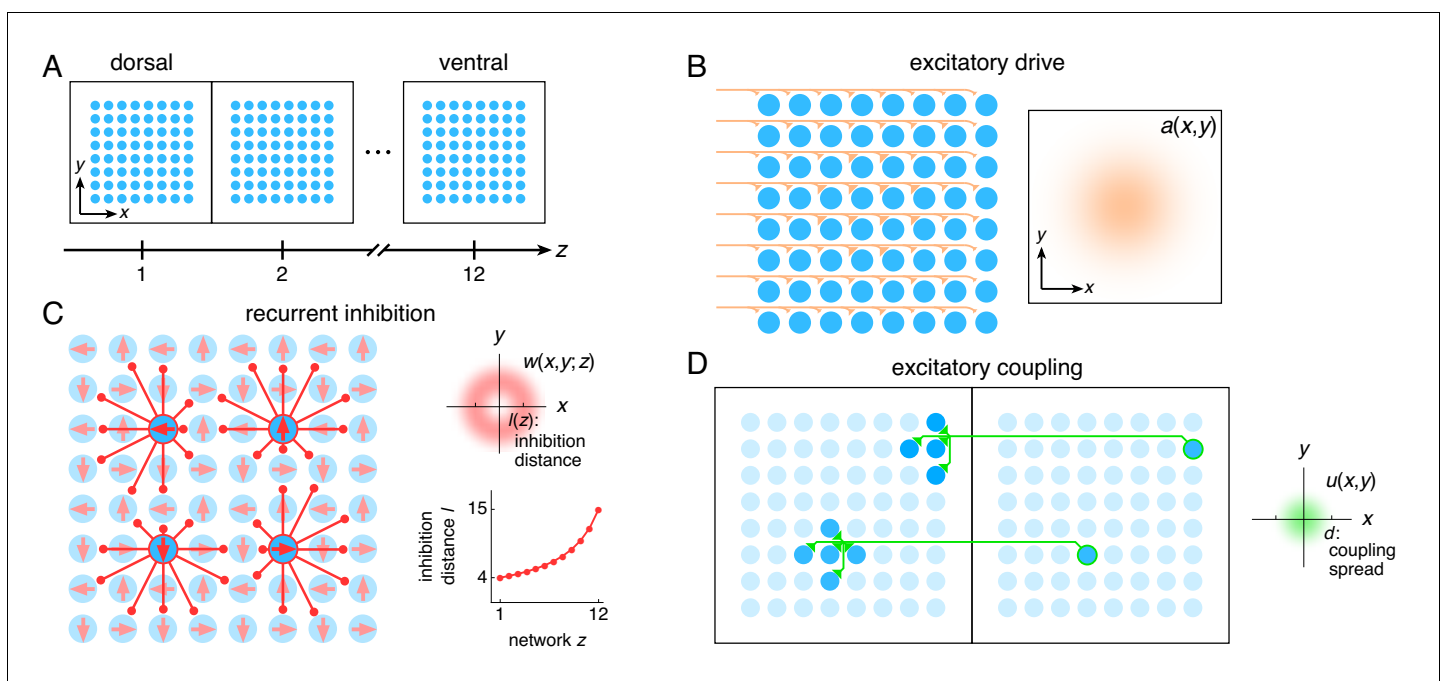 A
dorsal
ventral
y
x
...
1
2
12
z
B
excitatory drive
a(x,y)
y
x
C
recurrent inhibition
y
w(x,y;z)
x
l(z):
inhibition
distance
inhibition
distance l
15
4
1
12
network z
D
excitatory coupling
y
u(x,y)
x
d:
coupling
spread